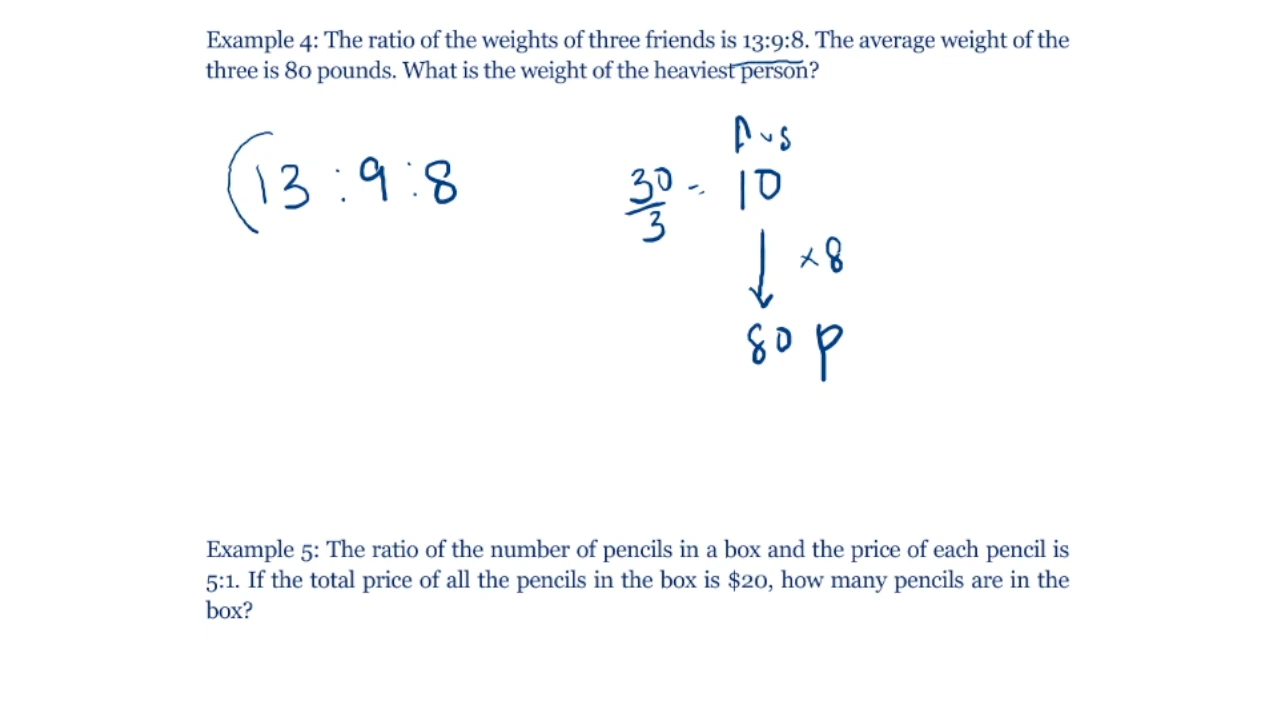 Example 4: The ratio of the weights of three friends is 13:9:8. The average weight of the
three is 80 pounds. What is the weight of the heaviest person?
Avg
13 : 9 : 8
30/3 = 10
× 8
80 p
Example 5: The ratio of the number of pencils in a box and the price of each pencil is
5:1. If the total price of all the pencils in the box is $20, how many pencils are in the
box?